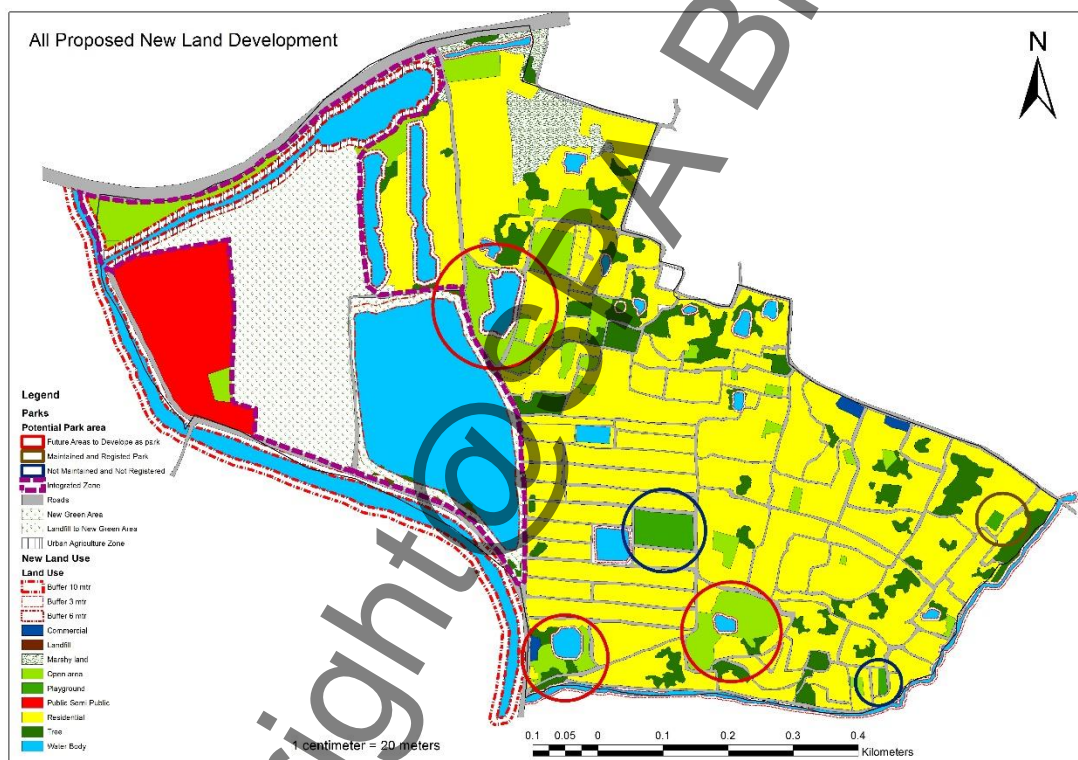 All Proposed New Land Development
N
Legend
Parks
Potential Park area
Future Areas to Develope as park
Maintained and Registed Park
Not Maintained and Not Registered
Integrated Zone
Roads
New Green Area
Landfill to New Green Area
Urban Agriculture Zone
New Land Use
Land Use
Buffer 10 mtr
Buffer 3 mtr
Buffer 6 mtr
Commercial
Landfill
Marshy land
Open area
Playground
Public Semi Public
Residential
Tree
Water Body
1 centimeter = 20 meters
0.1 0.05 0 0.1 0.2 0.3 0.4
Kilometers
right@SPA B